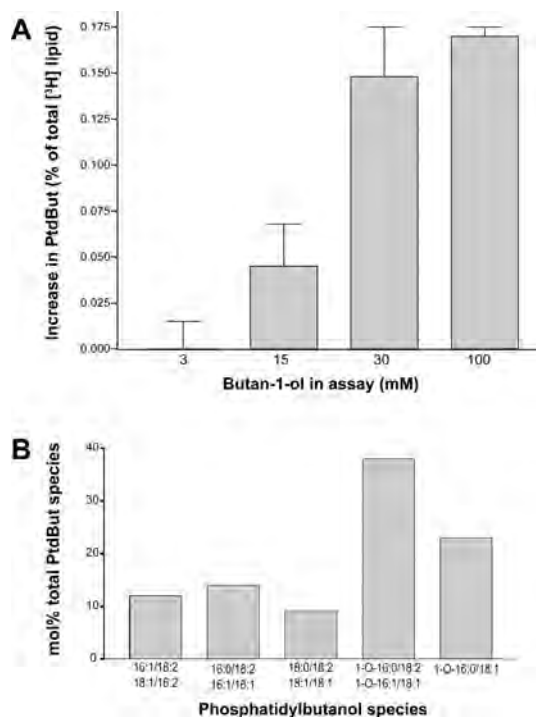 A
Increase in PtdBut (% of total [³H] lipid)
0.175
0.150
0.125
0.100
0.075
0.050
0.025
0.000
3 15 30 100
Butan-1-ol in assay (mM)
B
mol% total PtdBut species
40
30
20
10
0
16:1/18:2 16:0/18:2 18:0/18:2 1-O-16:0/18:2 1-O-16:0/18:1
18:1/16:2 16:1/18:1 18:1/18:1 1-O-16:1/18:1
Phosphatidylbutanol species